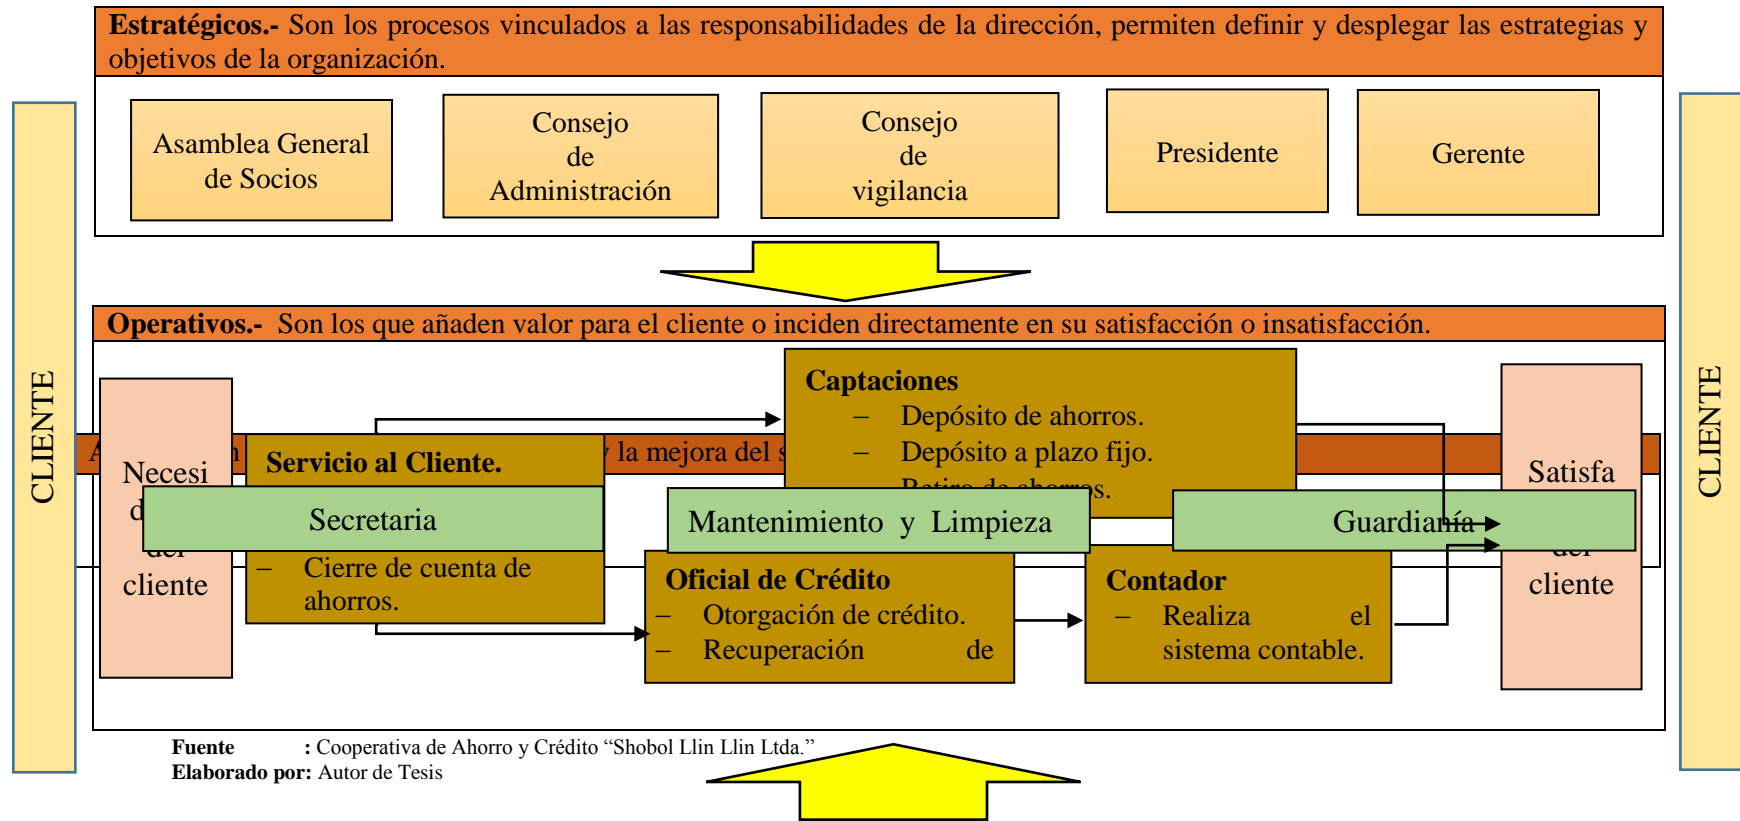 Estratégicos.- Son los procesos vinculados a las responsabilidades de la dirección, permiten definir y desplegar las estrategias y
objetivos de la organización.
CLIENTE
Asamblea General
de Socios
Consejo
de
Administración
Consejo
de
vigilancia
Presidente
Gerente
CLIENTE
Operativos.- Son los que añaden valor para el cliente o inciden directamente en su satisfacción o insatisfacción.
Necesi
del
cliente
Servicio al Cliente.
– Cierre de cuenta de
ahorros.
y la mejora del
Captaciones
– Depósito de ahorros.
– Depósito a plazo fijo.
Retiro de ahorros.
Satisfa
del
cliente
Secretaria
Mantenimiento y Limpieza
Guardianía
Oficial de Crédito
– Otorgación de crédito.
– Recuperación de
Contador
– Realiza el
sistema contable.
Fuente : Cooperativa de Ahorro y Crédito “Shobol Llin Llin Ltda.”
Elaborado por: Autor de Tesis